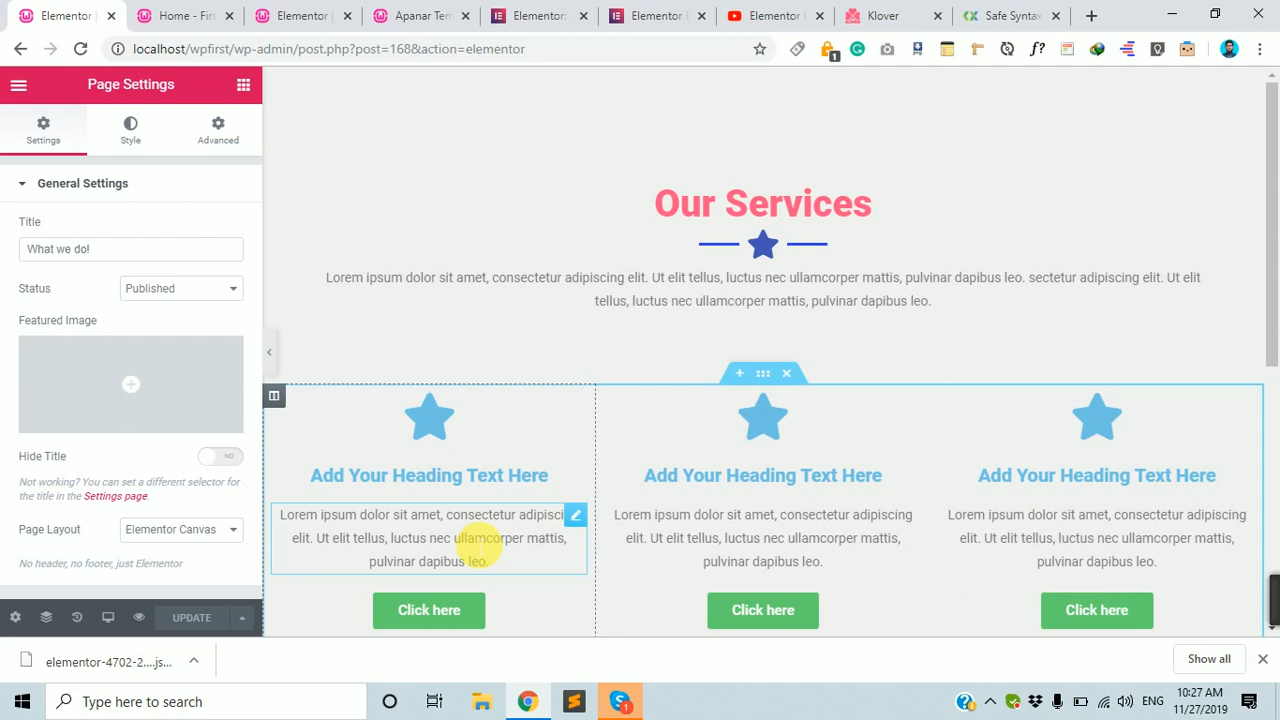 Elementor |
Home - Firs
Elementor |
Apanar Tem
Elementor:
Elementor E
Elementor U
Klover
Safe Syntax
localhost/wpfirst/wp-admin/post.php?post=168&action=elementor
1
f?
Page Settings
Settings
Style
Advanced
General Settings
Title
What we do!
Status
Published
Featured Image
Hide Title
NO
Not working? You can set a different selector for
the title in the Settings page.
Page Layout
Elementor Canvas
No header, no footer, just Elementor
UPDATE
Our Services
Lorem ipsum dolor sit amet, consectetur adipiscing elit. Ut elit tellus, luctus nec ullamcorper mattis, pulvinar dapibus leo. sectetur adipiscing elit. Ut elit
tellus, luctus nec ullamcorper mattis, pulvinar dapibus leo.
Add Your Heading Text Here
Lorem ipsum dolor sit amet, consectetur adipisci
elit. Ut elit tellus, luctus nec ullamcorper mattis,
pulvinar dapibus leo.
Click here
Add Your Heading Text Here
Lorem ipsum dolor sit amet, consectetur adipiscing
elit. Ut elit tellus, luctus nec ullamcorper mattis,
pulvinar dapibus leo.
Click here
Add Your Heading Text Here
Lorem ipsum dolor sit amet, consectetur adipiscing
elit. Ut elit tellus, luctus nec ullamcorper mattis,
pulvinar dapibus leo.
Click here
elementor-4702-2....js...
Show all
Type here to search
1
ENG
10:27 AM
11/27/2019